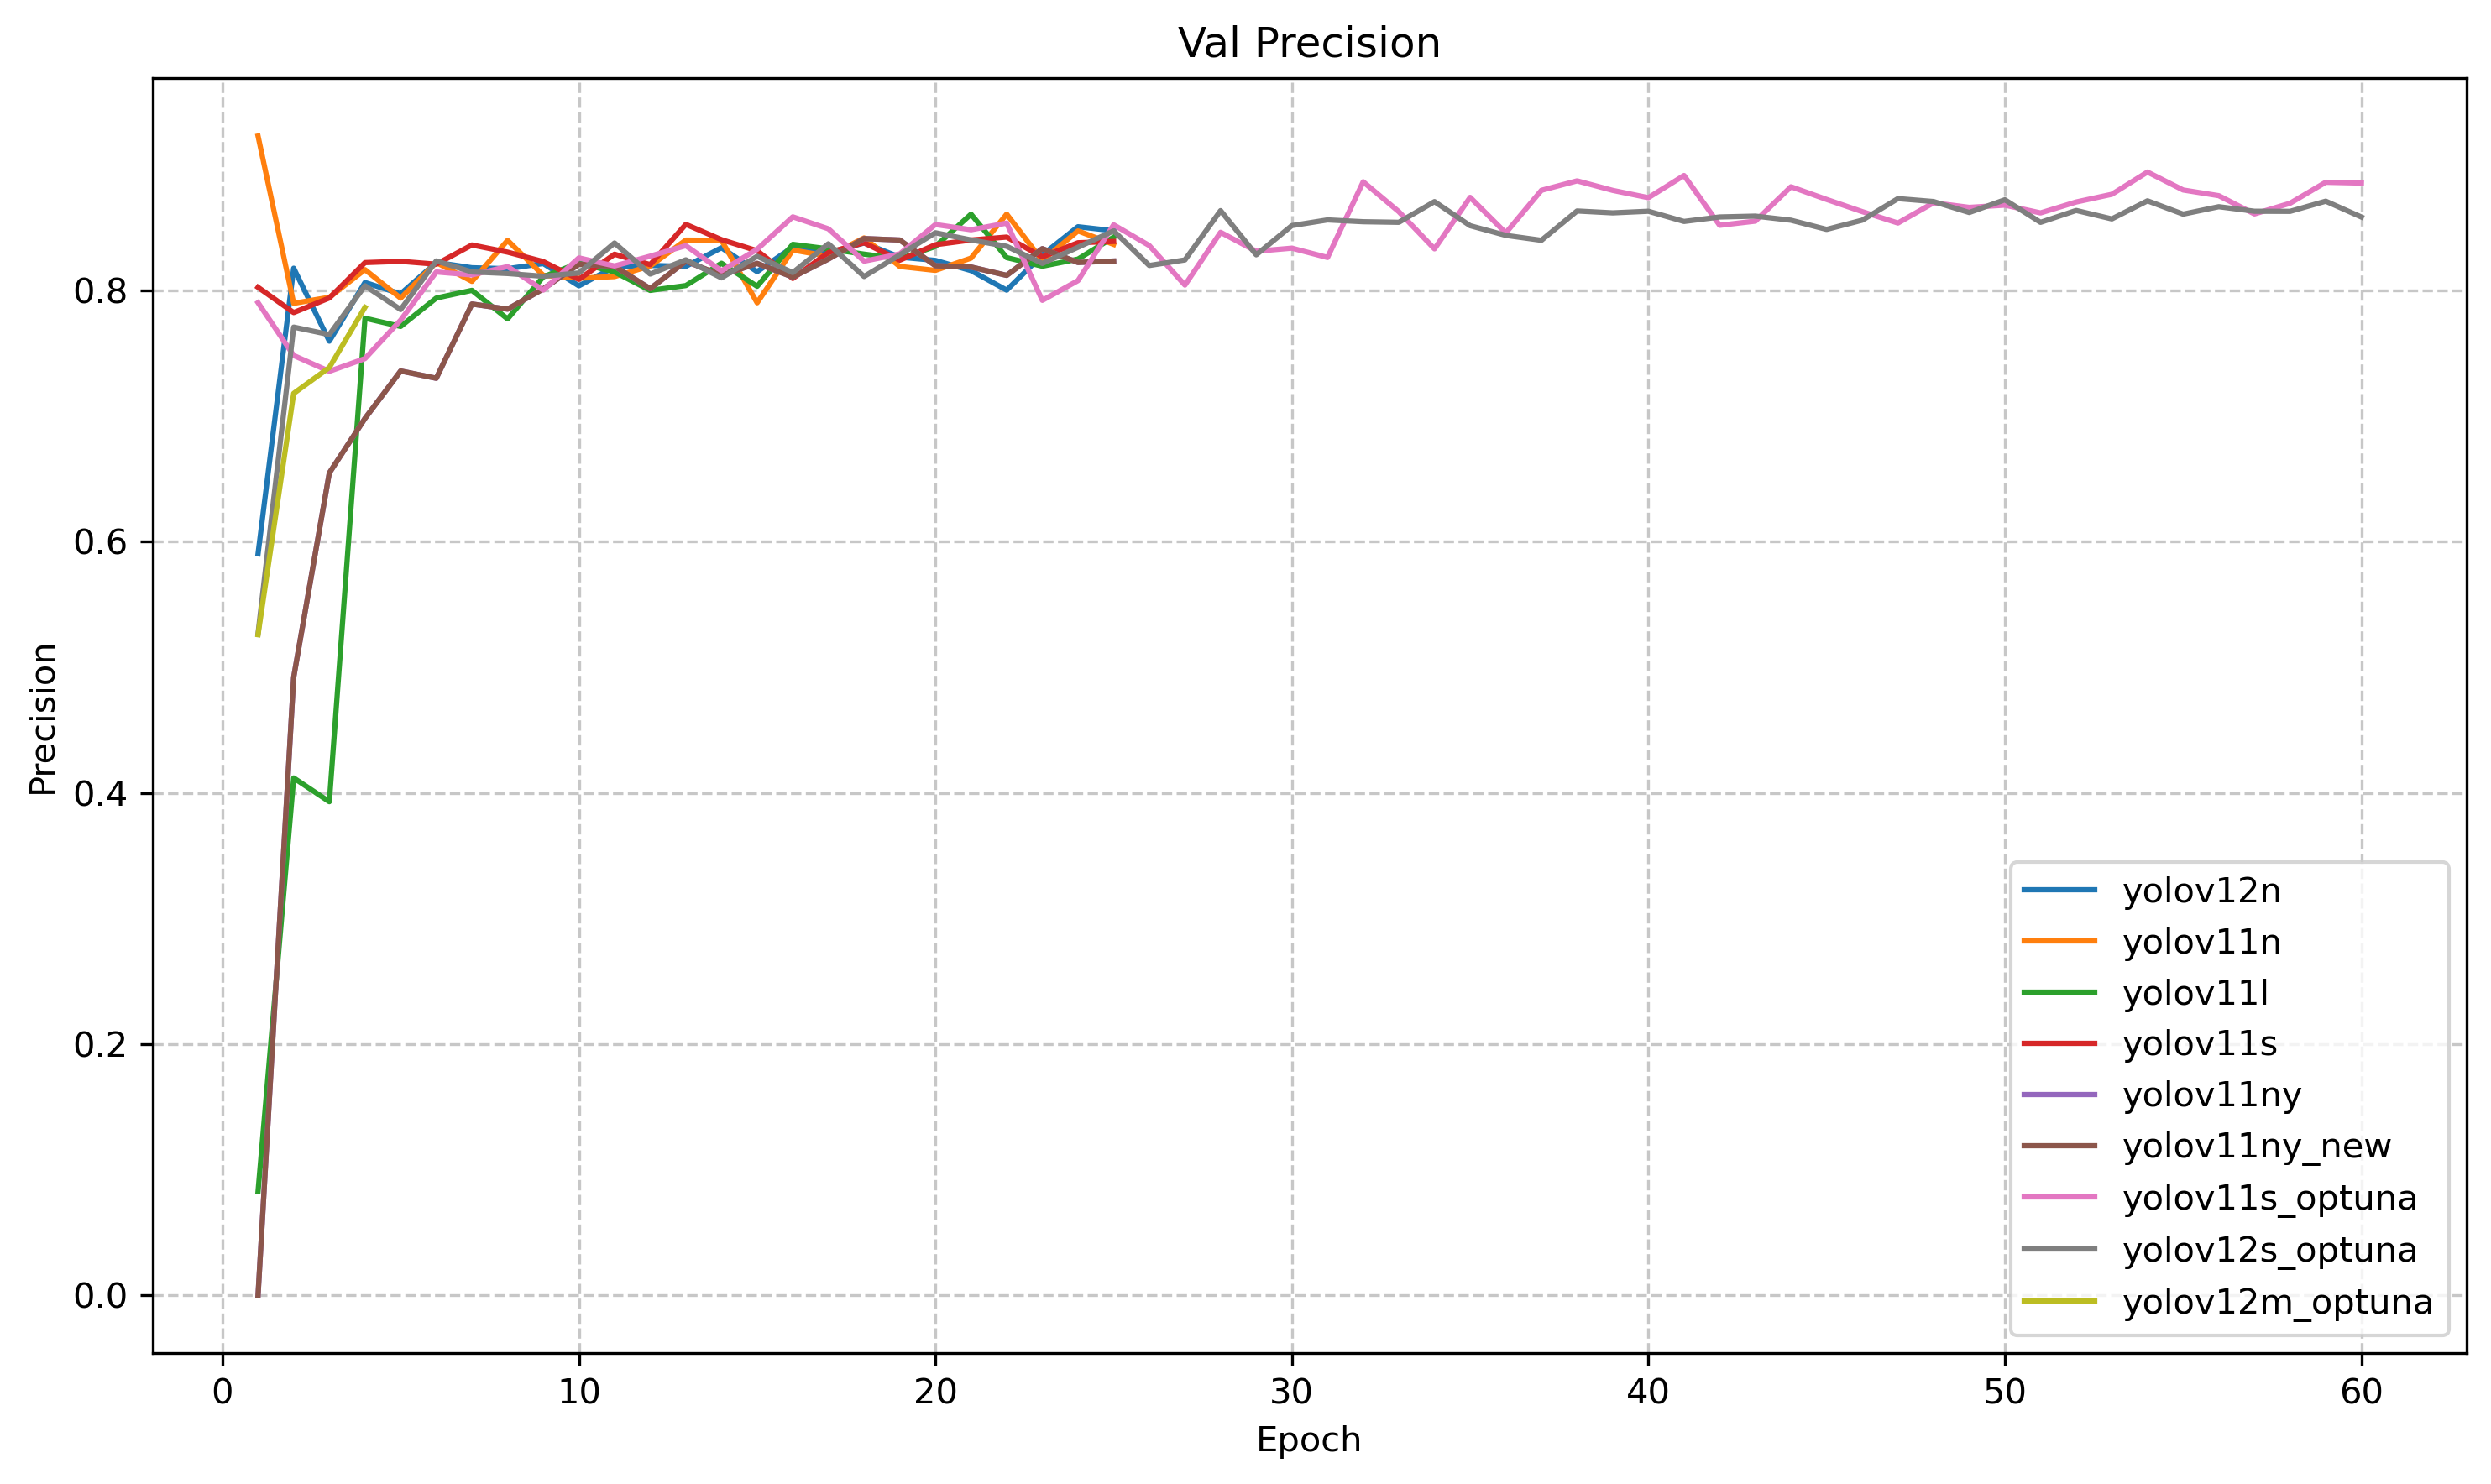 Val Precision
Precision
0.8
0.6
0.4
0.2
0.0
0 10 20 30 40 50 60
Epoch
yolov12n
yolov11n
yolov11l
yolov11s
yolov11ny
yolov11ny_new
yolov11s_optuna
yolov12s_optuna
yolov12m_optuna